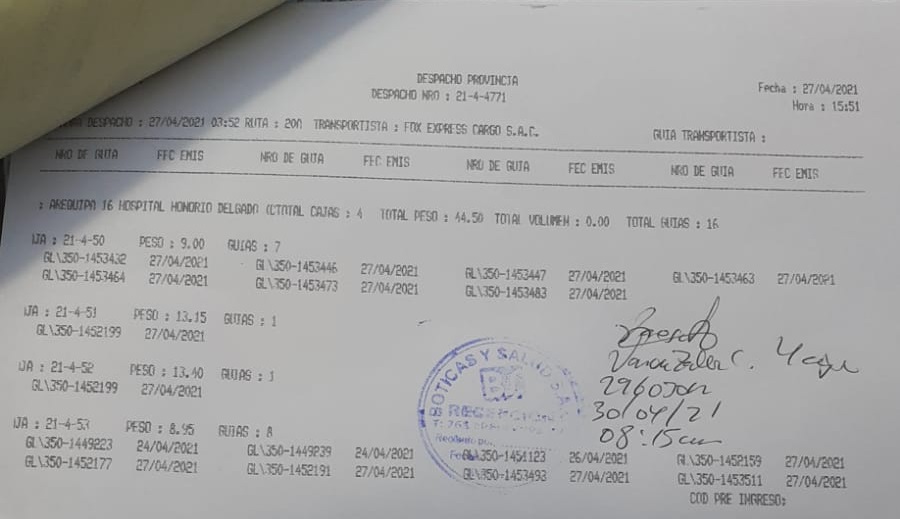 DESPACHO PROVINCIA
DESPACHO NRO : 21-4-4771
Fecha : 27/04/2021
Hora : 15:51
DESPACHO : 27/04/2021 03:52 RUTA : 200 TRANSPORTISTA : FOX EXPRESS CARGO S.A.C. GUIA TRANSPORTISTA :
NRO DE GUIA FEC EMIS NRO DE GUIA FEC EMIS NRO DE GUIA FEC EMIS NRO DE GUIA FEC EMIS
: AREQUIPA 16 HOSPITAL HONORIO DELGADO (CTOTAL CAJAS : 4 TOTAL PESO : 44.50 TOTAL VOLUMEN : 0.00 TOTAL GUIAS : 16
IJA : 21-4-50 PESO : 9.00 GUIAS : 7
GL\350-1453432 27/04/2021 GL\350-1453446 27/04/2021 GL\350-1453447 27/04/2021 GL\350-1453463 27/04/2021
GL\350-1453464 27/04/2021 GL\350-1453473 27/04/2021 GL\350-1453483 27/04/2021
IJA : 21-4-51 PESO : 13.15 GUIAS : 1
GL\350-1452199 27/04/2021
IJA : 21-4-52 PESO : 13.40 GUIAS : 1
GL\350-1452199 27/04/2021
IJA : 21-4-53 PESO : 8.95 GUIAS : 8
GL\350-1449223 24/04/2021 GL\350-1449239 24/04/2021 GL\350-1451123 26/04/2021 GL\350-1452159 27/04/2021
GL\350-1452177 27/04/2021 GL\350-1452191 27/04/2021 GL\350-1453493 27/04/2021 GL\350-1453511 27/04/2021
COD PRE INGRESO:
BOTICAS Y SALUD S.A.
30/04/21
08:15am